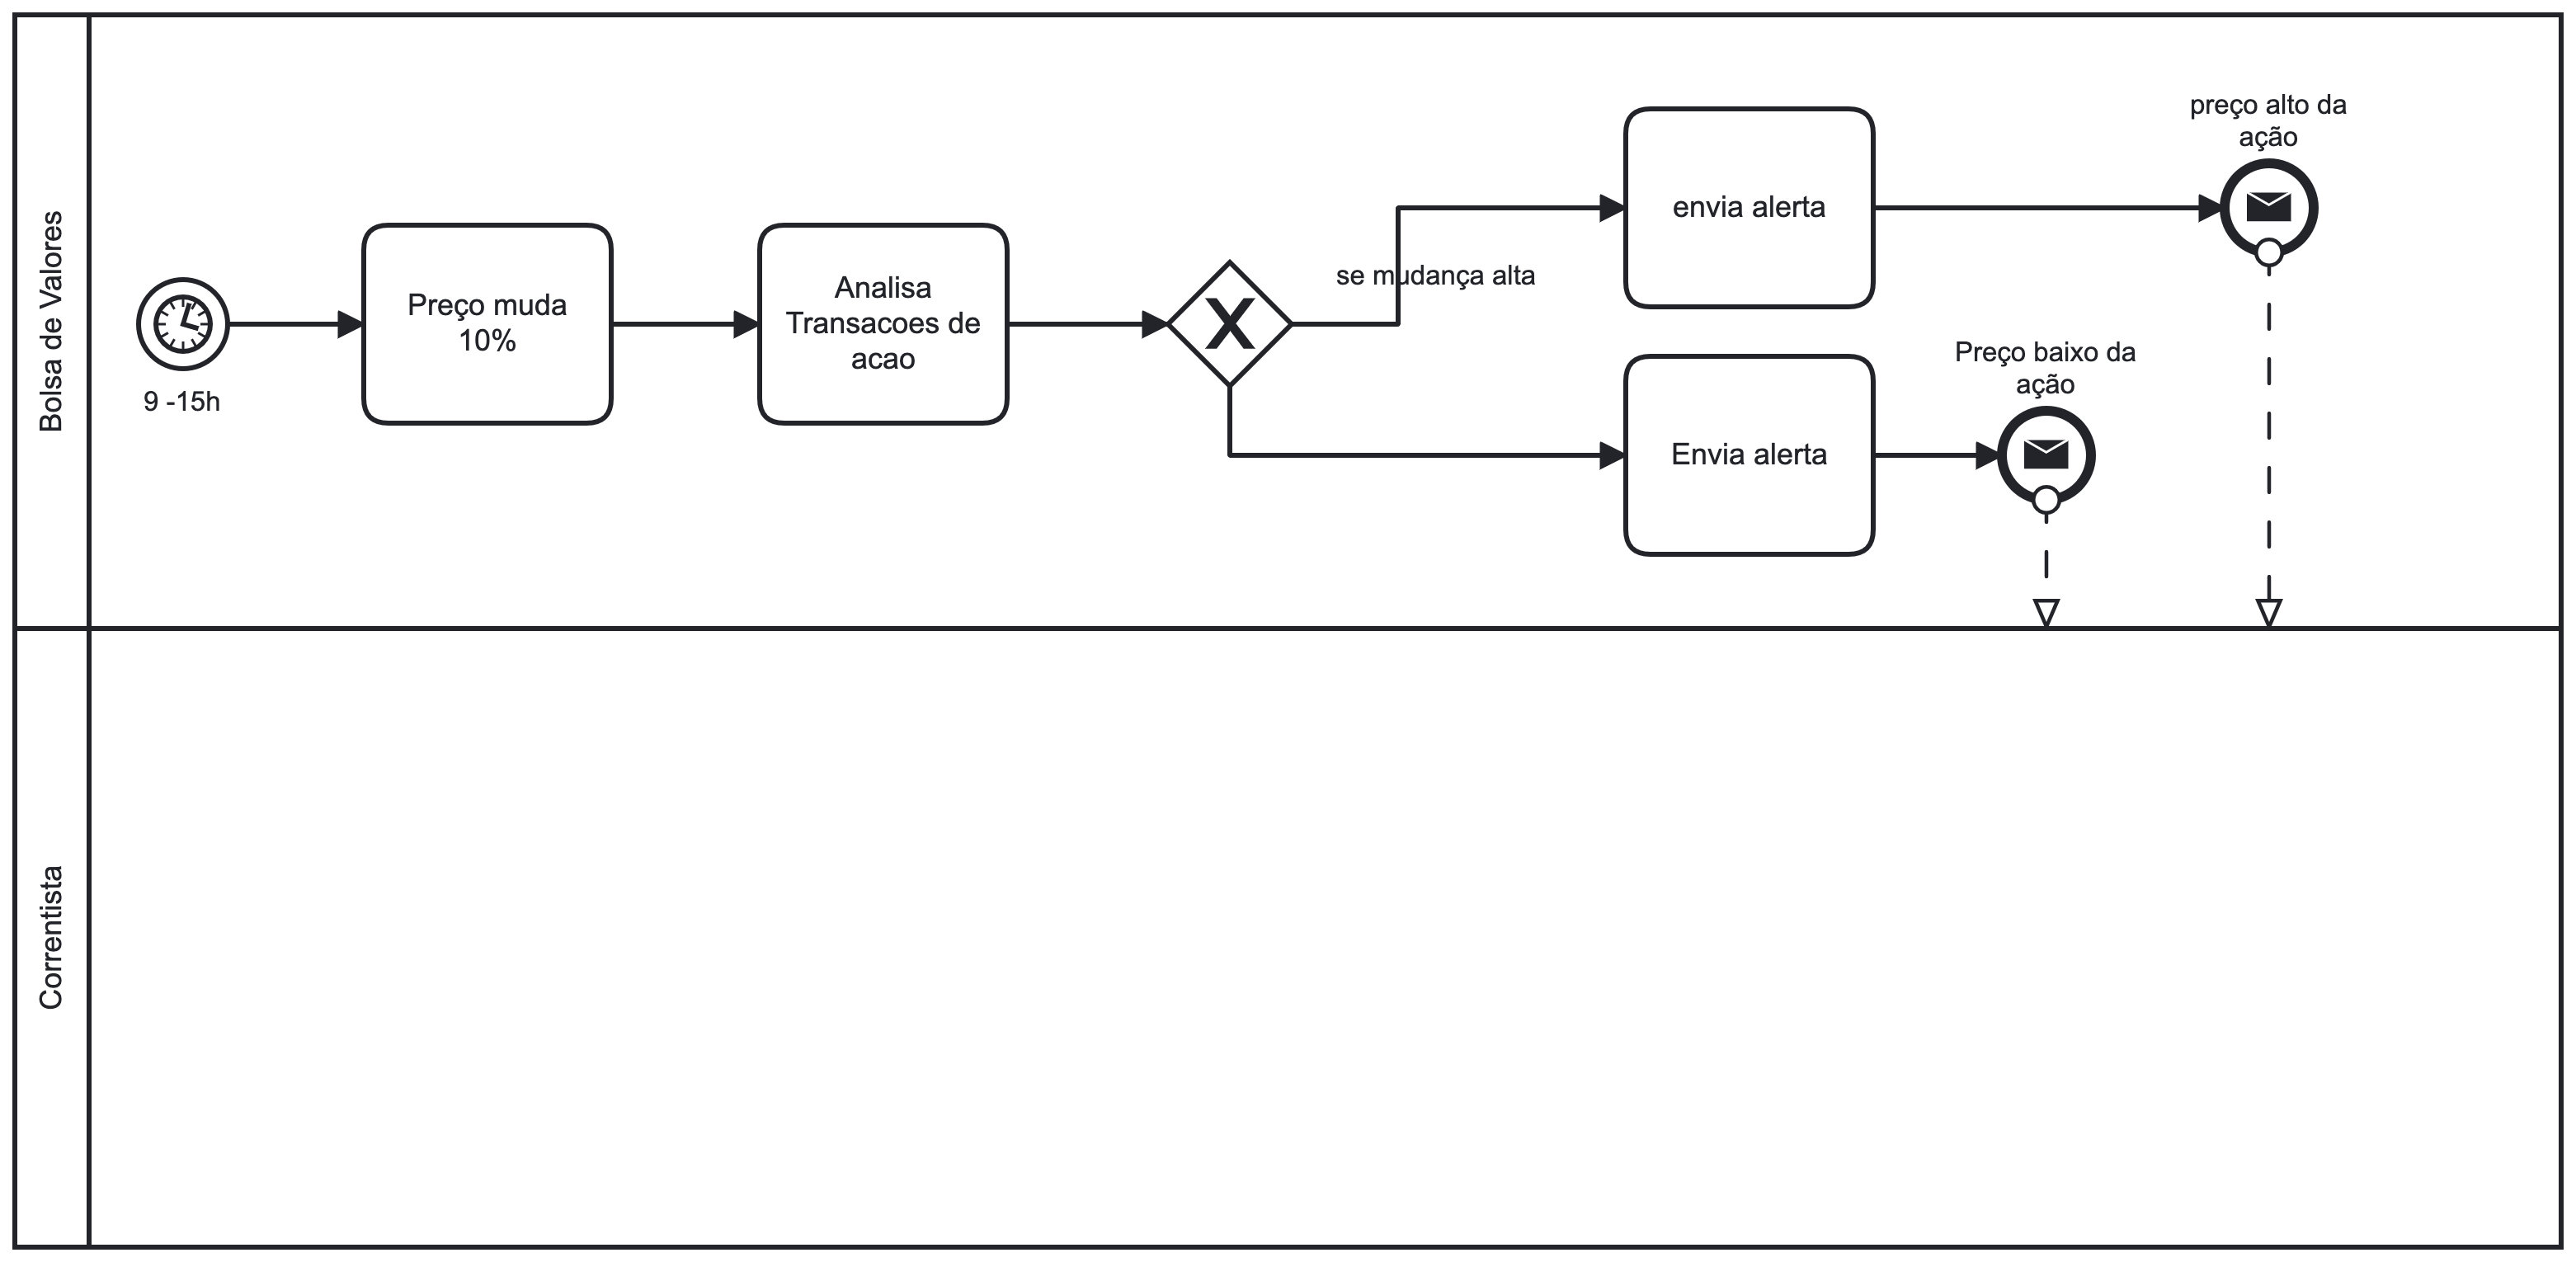 Bolsa de Valores
9 -15h
Preço muda
10%
Analisa
Transacoes de
acao
se mudança alta
envia alerta
preço alto da
ação
Envia alerta
Preço baixo da
ação
Correntista